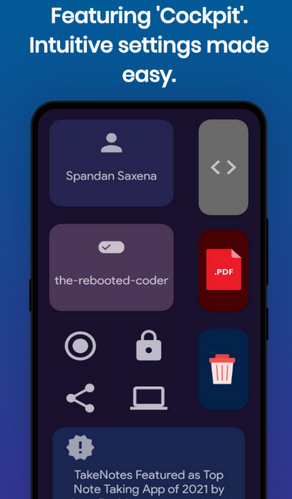 Featuring 'Cockpit'.
Intuitive settings made
easy.
Spandan Saxena
the-rebooted-coder
.PDF
TakeNotes Featured as Top
Note Taking App of 2021 by